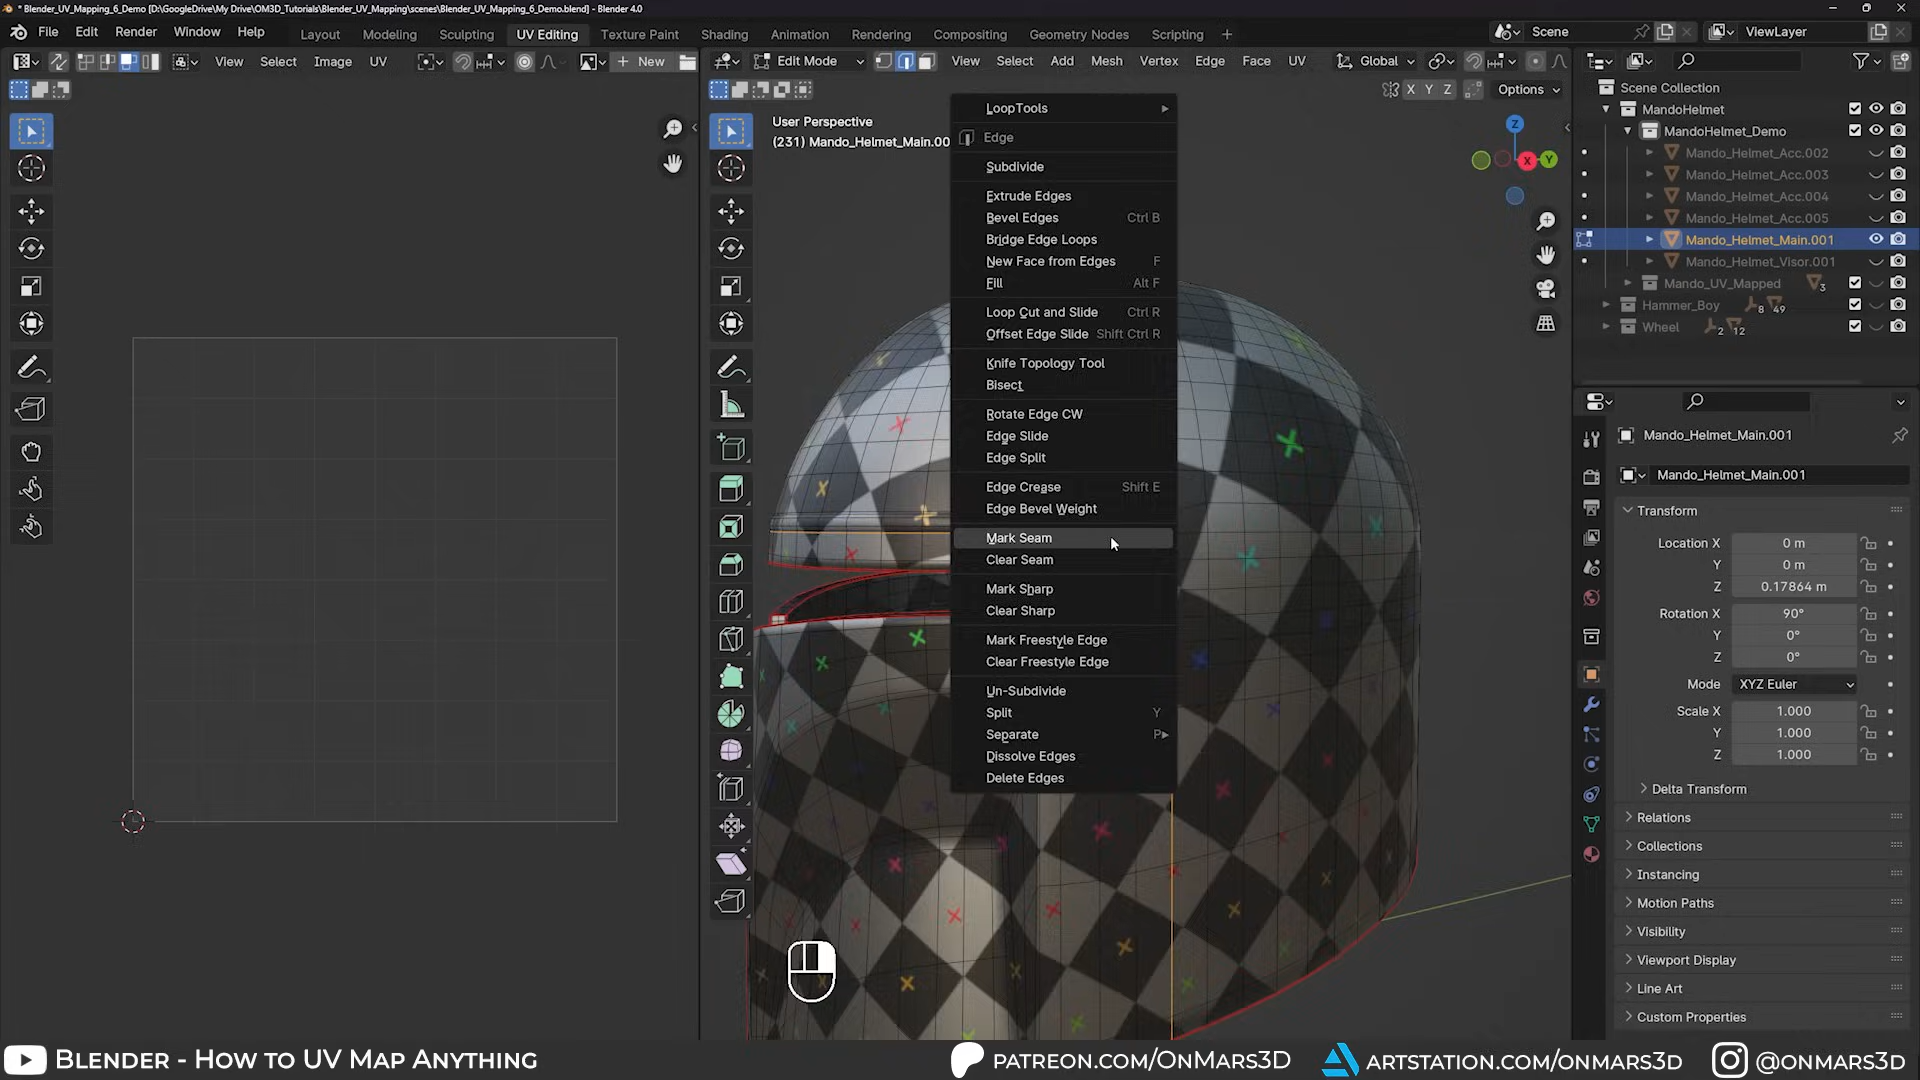 * Blender_UV_Mapping_6_Demo [D:\GoogleDrive\My Drive\OM3D_Tutorials\Blender_UV_Mapping\scenes\Blender_UV_Mapping_6_Demo.blend] - Blender 4.0
File Edit Render Window Help Layout Modeling Sculpting UV Editing Texture Paint Shading Animation Rendering Compositing Geometry Nodes Scripting + Scene ViewLayer
View Select Image UV + New Edit Mode View Select Add Mesh Vertex Edge Face UV Global
X Y Z Options
User Perspective
(231) Mando_Helmet_Main.00
Z
X
Y
LoopTools
Edge
Subdivide
Extrude Edges
Bevel Edges Ctrl B
Bridge Edge Loops
New Face from Edges F
Fill Alt F
Loop Cut and Slide Ctrl R
Offset Edge Slide Shift Ctrl R
Knife Topology Tool
Bisect
Rotate Edge CW
Edge Slide
Edge Split
Edge Crease Shift E
Edge Bevel Weight
Mark Seam
Clear Seam
Mark Sharp
Clear Sharp
Mark Freestyle Edge
Clear Freestyle Edge
Un-Subdivide
Split Y
Separate P
Dissolve Edges
Delete Edges
Scene Collection
MandoHelmet
MandoHelmet_Demo
Mando_Helmet_Acc.002
Mando_Helmet_Acc.003
Mando_Helmet_Acc.004
Mando_Helmet_Acc.005
Mando_Helmet_Main.001
Mando_Helmet_Visor.001
Mando_UV_Mapped 3
Hammer_Boy 8 49
Wheel 2 12
Mando_Helmet_Main.001
Mando_Helmet_Main.001
Transform
Location X 0 m
Y 0 m
Z 0.17864 m
Rotation X 90°
Y 0°
Z 0°
Mode XYZ Euler
Scale X 1.000
Y 1.000
Z 1.000
Delta Transform
Relations
Collections
Instancing
Motion Paths
Visibility
Viewport Display
Line Art
Custom Properties
BLENDER - HOW TO UV MAP ANYTHING PATREON.COM/ONMARS3D ARTSTATION.COM/ONMARS3D @ONMARS3D